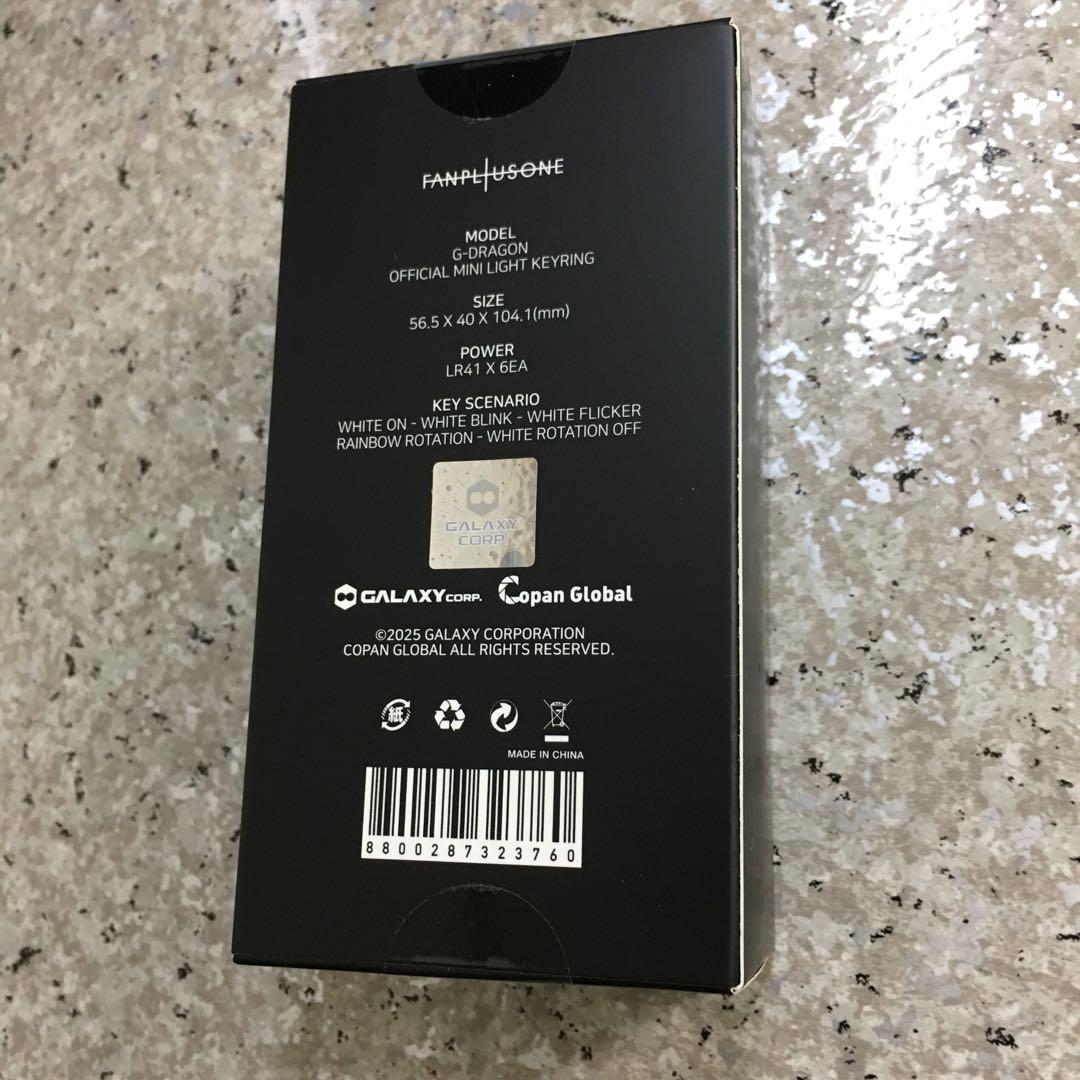 FANPLUSONE
MODEL
G-DRAGON
OFFICIAL MINI LIGHT KEYRING
SIZE
56.5 X 40 X 104.1(mm)
POWER
LR41 X 6EA
KEY SCENARIO
WHITE ON - WHITE BLINK - WHITE FLICKER
RAINBOW ROTATION - WHITE ROTATION OFF
GALAXY
CORP.
GALAXY CORP. Copan Global
©2025 GALAXY CORPORATION
COPAN GLOBAL ALL RIGHTS RESERVED.
紙
MADE IN CHINA
8800287323760